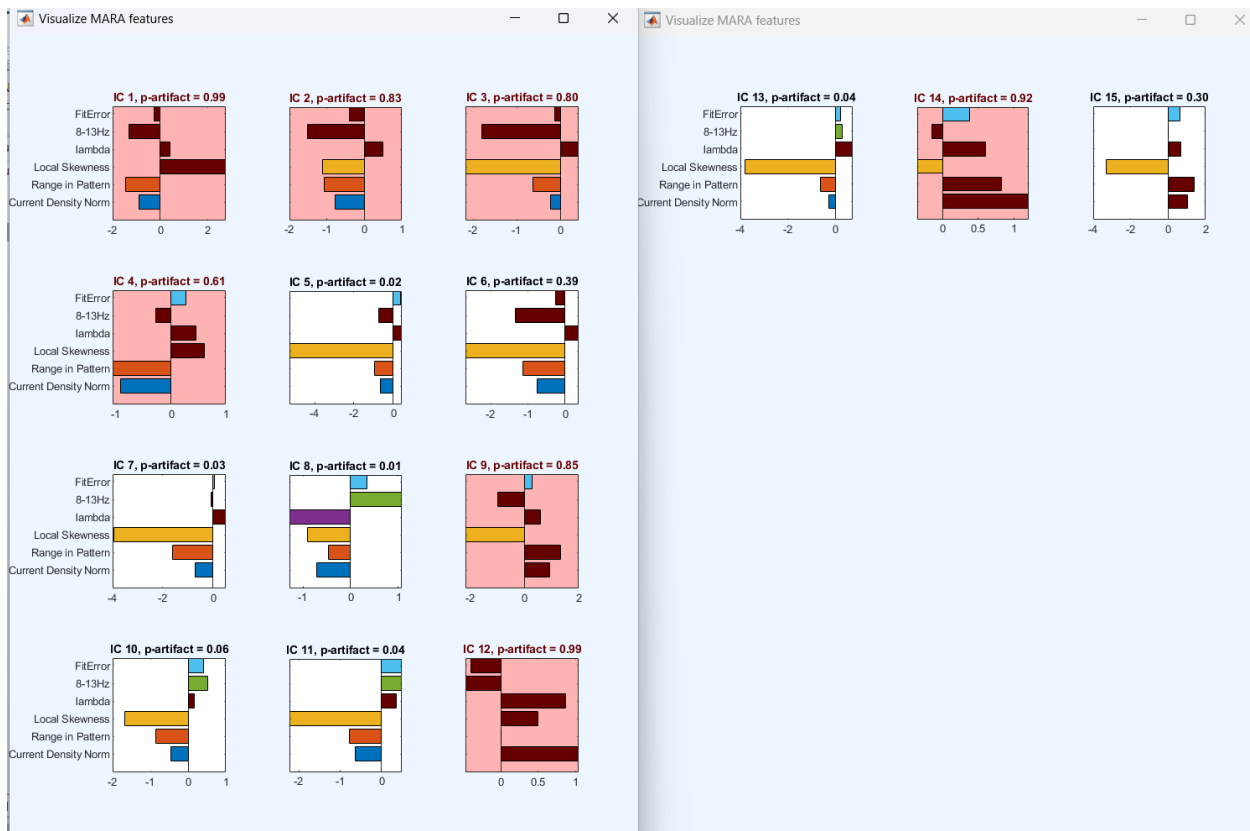 Visualize MARA features
IC 1, p-artifact = 0.99
IC 2, p-artifact = 0.83
IC 3, p-artifact = 0.80
FitError
8-13Hz
lambda
Local Skewness
Range in Pattern
Current Density Norm
-2 0 2
-2 -1 0 1
-2 -1 0
IC 4, p-artifact = 0.61
IC 5, p-artifact = 0.02
IC 6, p-artifact = 0.39
FitError
8-13Hz
lambda
Local Skewness
Range in Pattern
Current Density Norm
-1 0 1
-4 -2 0
-2 -1 0
IC 7, p-artifact = 0.03
IC 8, p-artifact = 0.01
IC 9, p-artifact = 0.85
FitError
8-13Hz
lambda
Local Skewness
Range in Pattern
Current Density Norm
-4 -2 0
-1 0 1
-2 0 2
IC 10, p-artifact = 0.06
IC 11, p-artifact = 0.04
IC 12, p-artifact = 0.99
FitError
8-13Hz
lambda
Local Skewness
Range in Pattern
Current Density Norm
-2 -1 0 1
-2 -1 0
0 0.5 1
Visualize MARA features
IC 13, p-artifact = 0.04
IC 14, p-artifact = 0.92
IC 15, p-artifact = 0.30
FitError
8-13Hz
lambda
Local Skewness
Range in Pattern
Current Density Norm
-4 -2 0
0 0.5 1
-4 -2 0 2